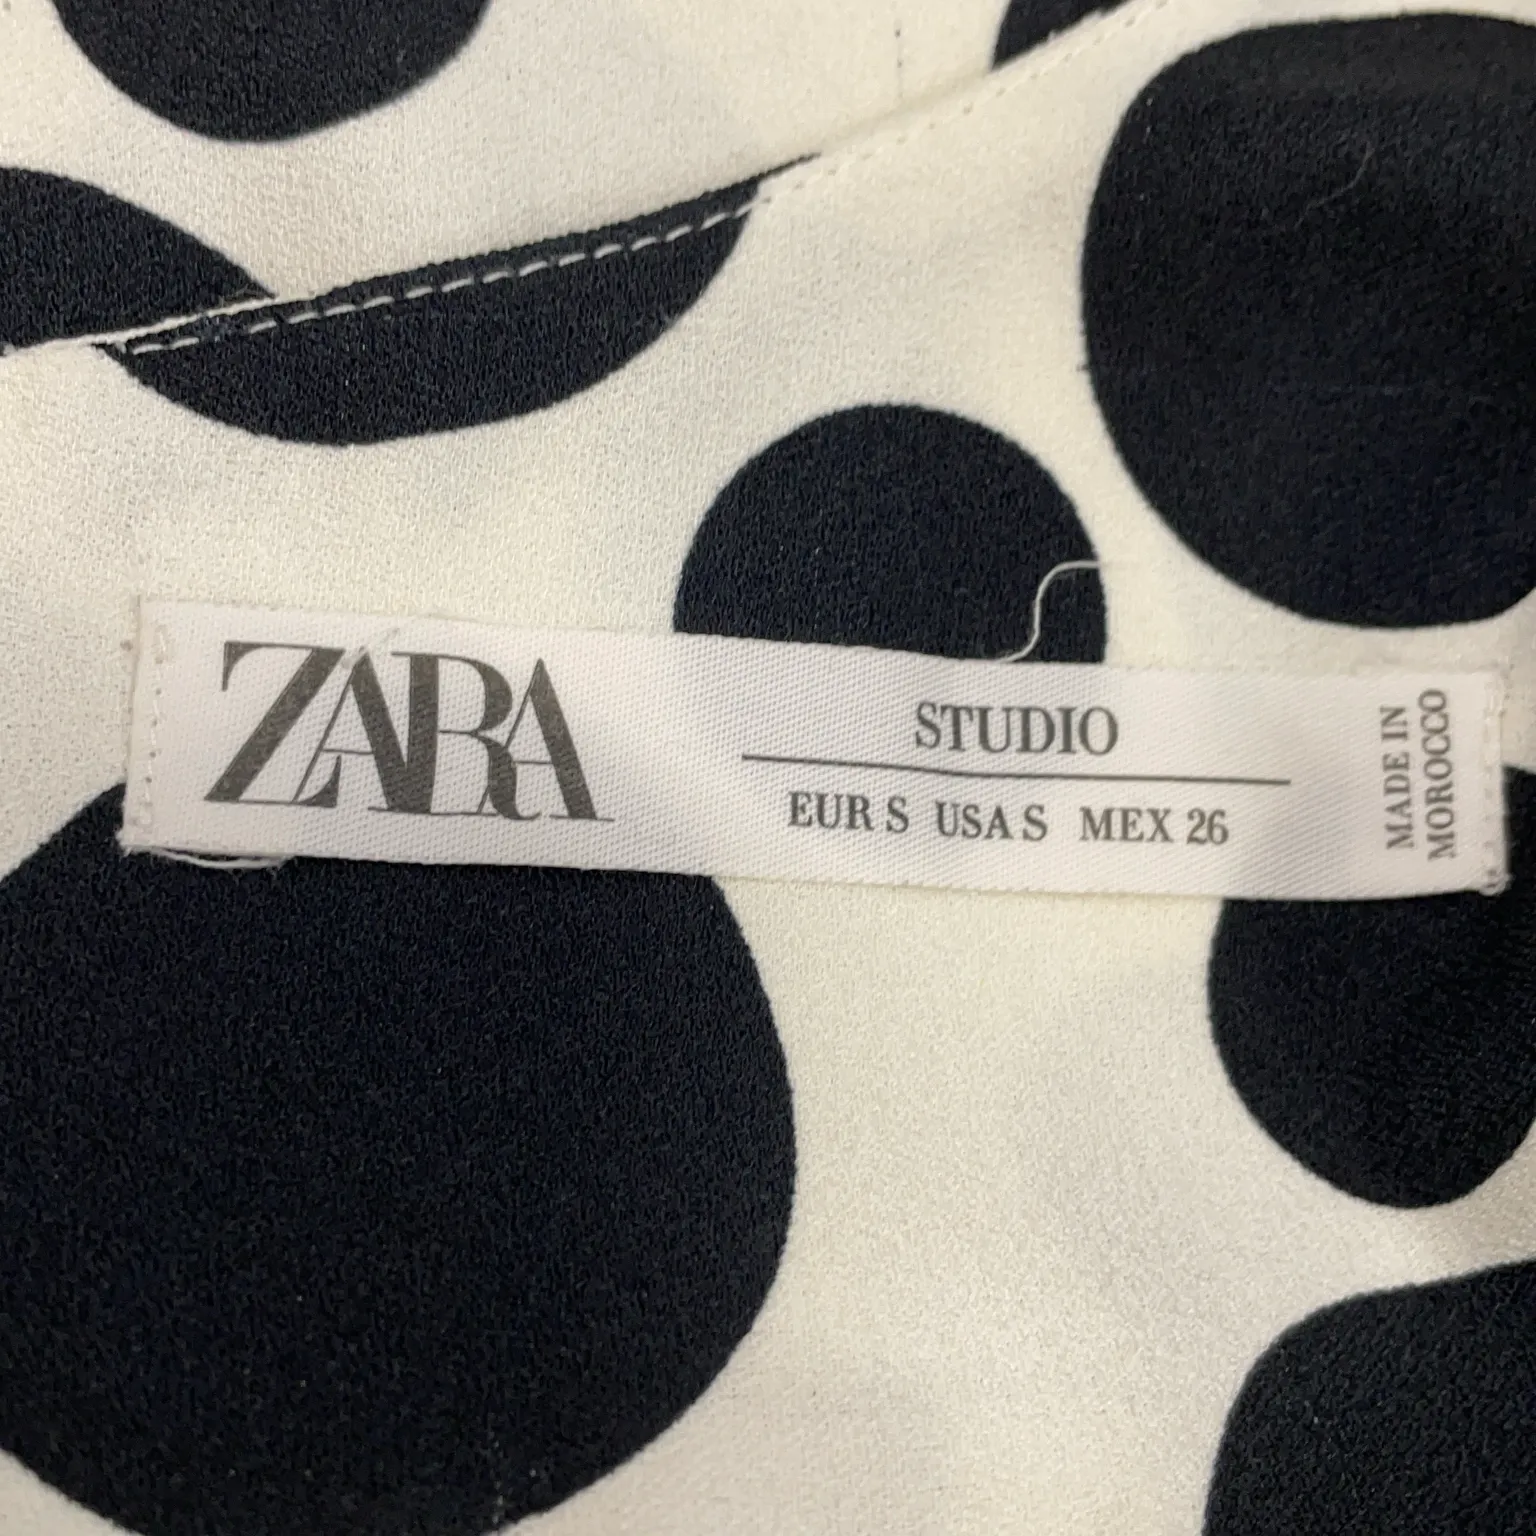 ZARA
STUDIO
EUR S USA S MEX 26
MADE IN
MOROCCO